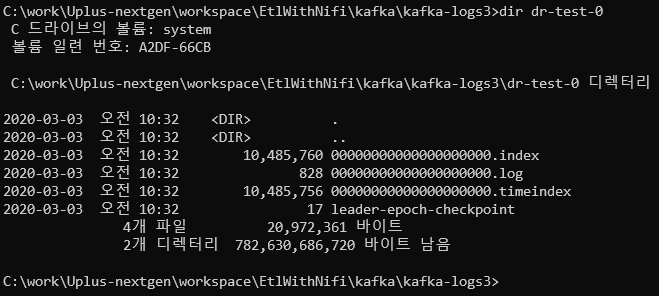 C:\work\Uplus-nextgen\workspace\EtlWithNifi\kafka\kafka-logs3>dir dr-test-0
C 드라이브의 볼륨: system
볼륨 일련 번호: A2DF-66CB
C:\work\Uplus-nextgen\workspace\EtlWithNifi\kafka\kafka-logs3\dr-test-0 디렉터리
2020-03-03 오전 10:32 <DIR> .
2020-03-03 오전 10:32 <DIR> ..
2020-03-03 오전 10:32 10,485,760 00000000000000000000.index
2020-03-03 오전 10:32 828 00000000000000000000.log
2020-03-03 오전 10:32 10,485,756 00000000000000000000.timeindex
2020-03-03 오전 10:32 17 leader-epoch-checkpoint
4개 파일 20,972,361 바이트
2개 디렉터리 782,630,686,720 바이트 남음
C:\work\Uplus-nextgen\workspace\EtlWithNifi\kafka\kafka-logs3>